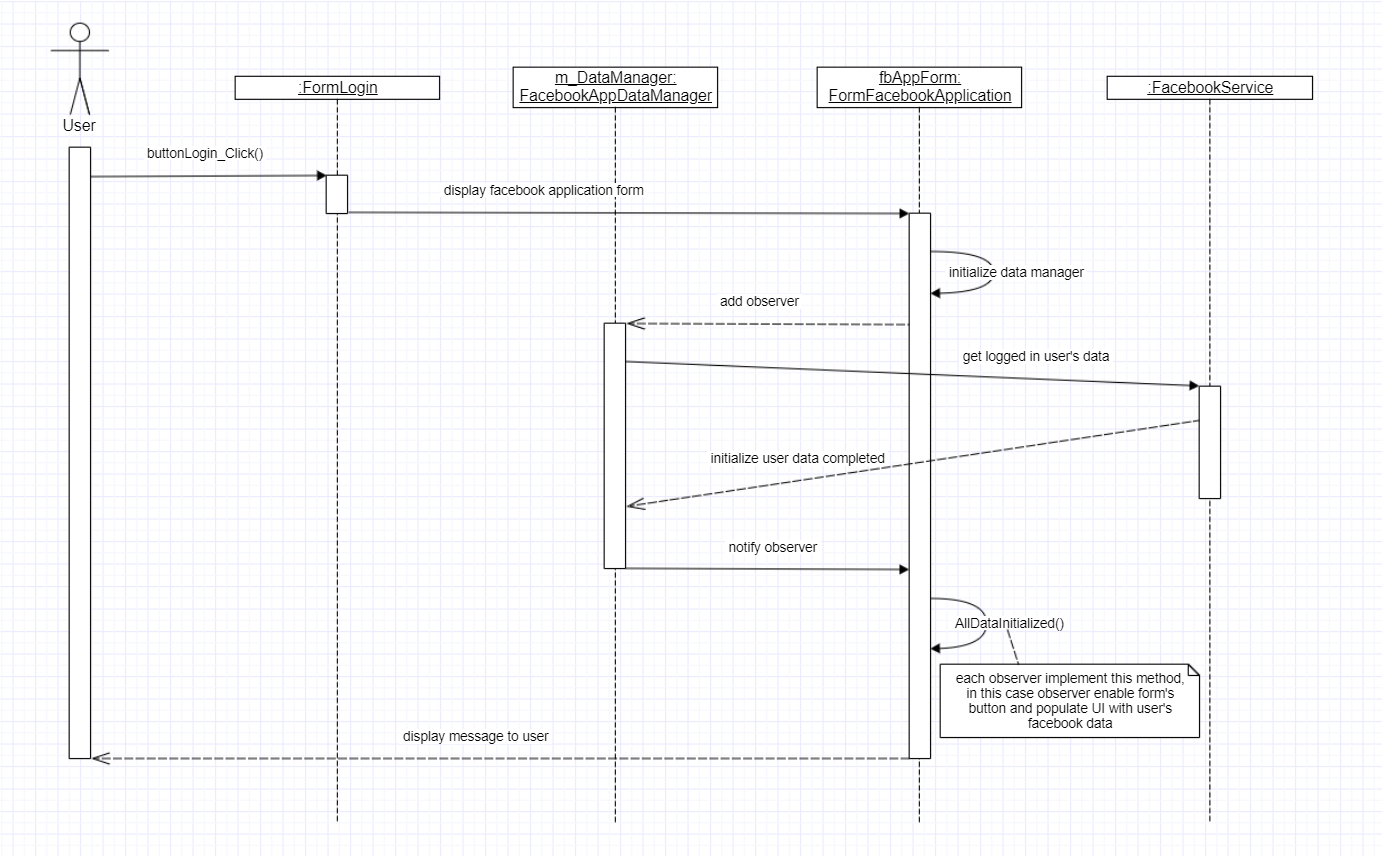 User
:FormLogin
m_DataManager:
FacebookAppDataManager
fbAppForm:
FormFacebookApplication
:FacebookService
buttonLogin_Click()
display facebook application form
initialize data manager
add observer
get logged in user's data
initialize user data completed
notify observer
AllDataInitialized()
each observer implement this method,
in this case observer enable form's
button and populate UI with user's
facebook data
display message to user